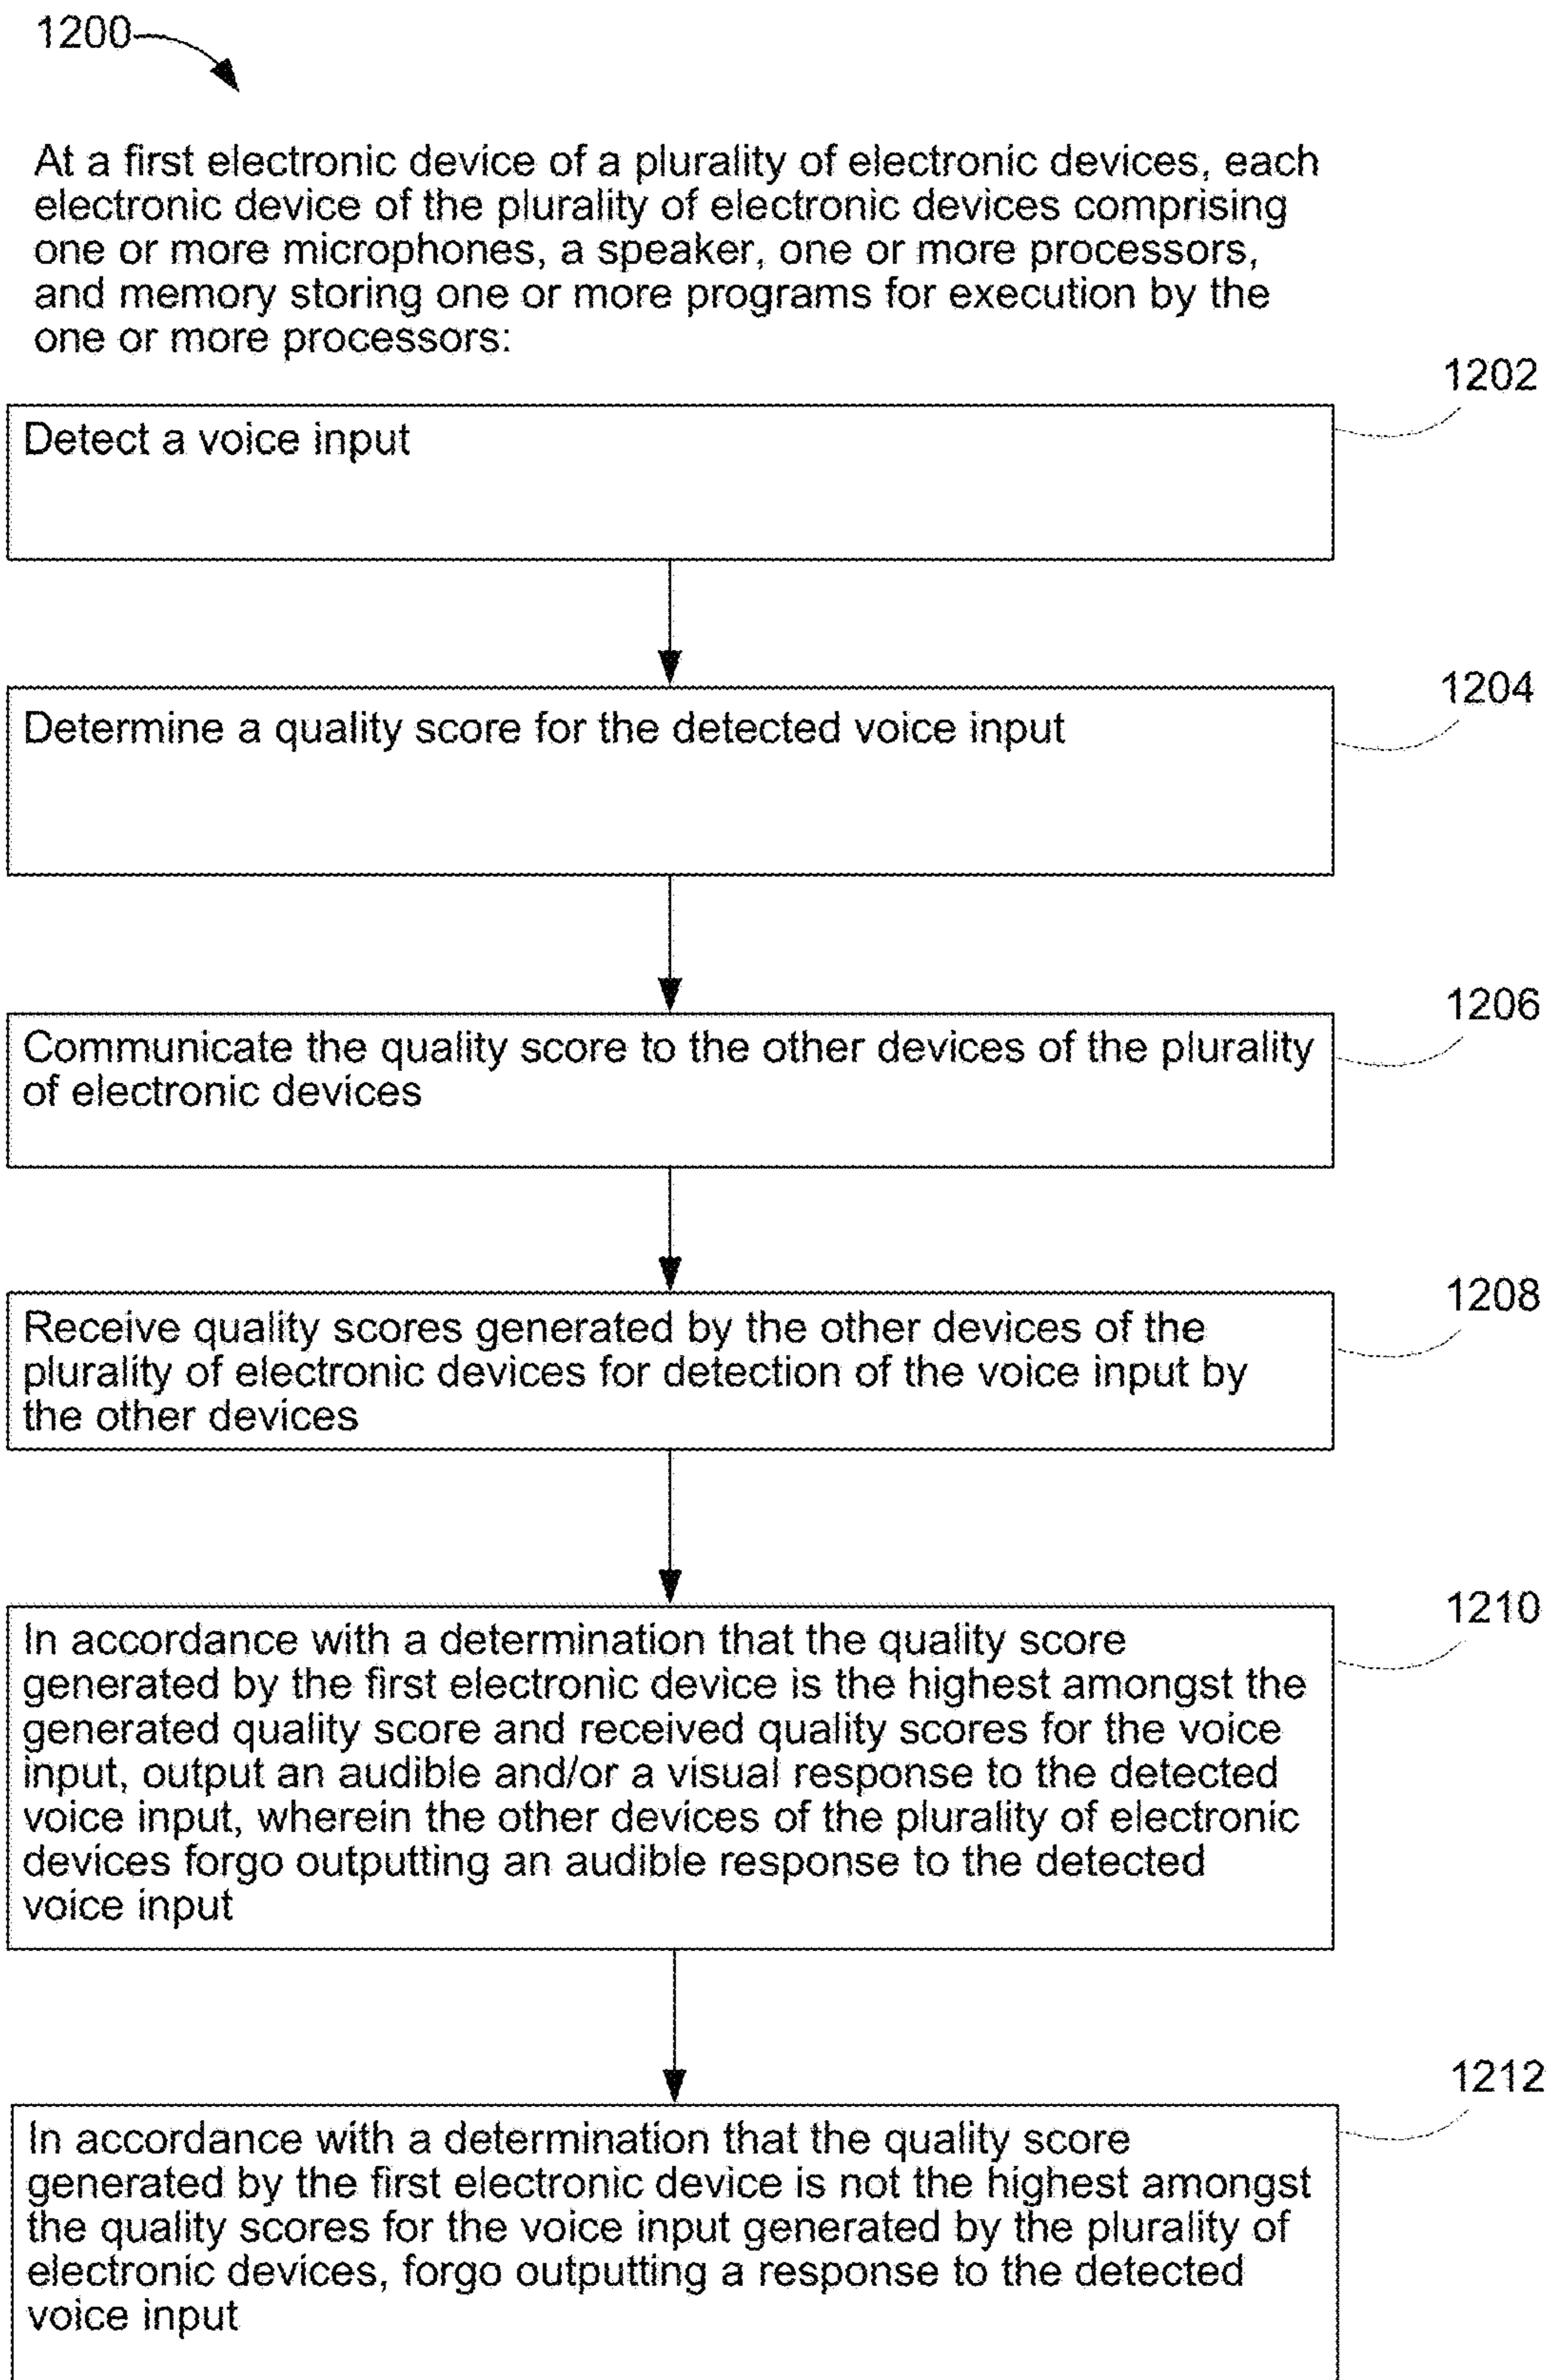 1200
At a first electronic device of a plurality of electronic devices, each
electronic device of the plurality of electronic devices comprising
one or more microphones, a speaker, one or more processors,
and memory storing one or more programs for execution by the
one or more processors:
1202
Detect a voice input
1204
Determine a quality score for the detected voice input
1206
Communicate the quality score to the other devices of the plurality
of electronic devices
1208
Receive quality scores generated by the other devices of the
plurality of electronic devices for detection of the voice input by
the other devices
1210
In accordance with a determination that the quality score
generated by the first electronic device is the highest amongst the
generated quality score and received quality scores for the voice
input, output an audible and/or a visual response to the detected
voice input, wherein the other devices of the plurality of electronic
devices forgo outputting an audible response to the detected
voice input
1212
In accordance with a determination that the quality score
generated by the first electronic device is not the highest amongst
the quality scores for the voice input generated by the plurality of
electronic devices, forgo outputting a response to the detected
voice input